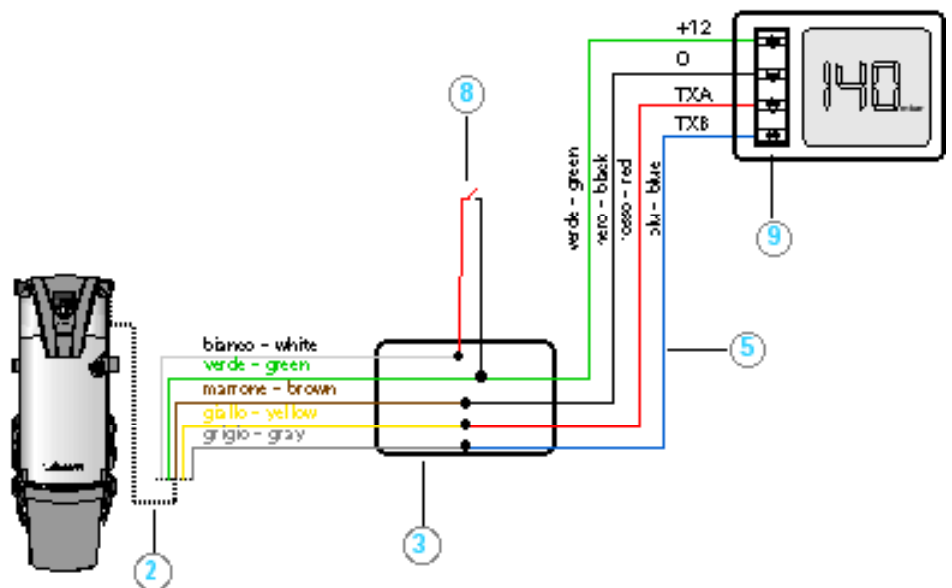 +12
0
TXA
TXB
140
mbar
8
verde - green
nero - black
rosso - red
blu - blue
9
5
bianco - white
verde - green
marrone - brown
giallo - yellow
grigio - gray
3
2